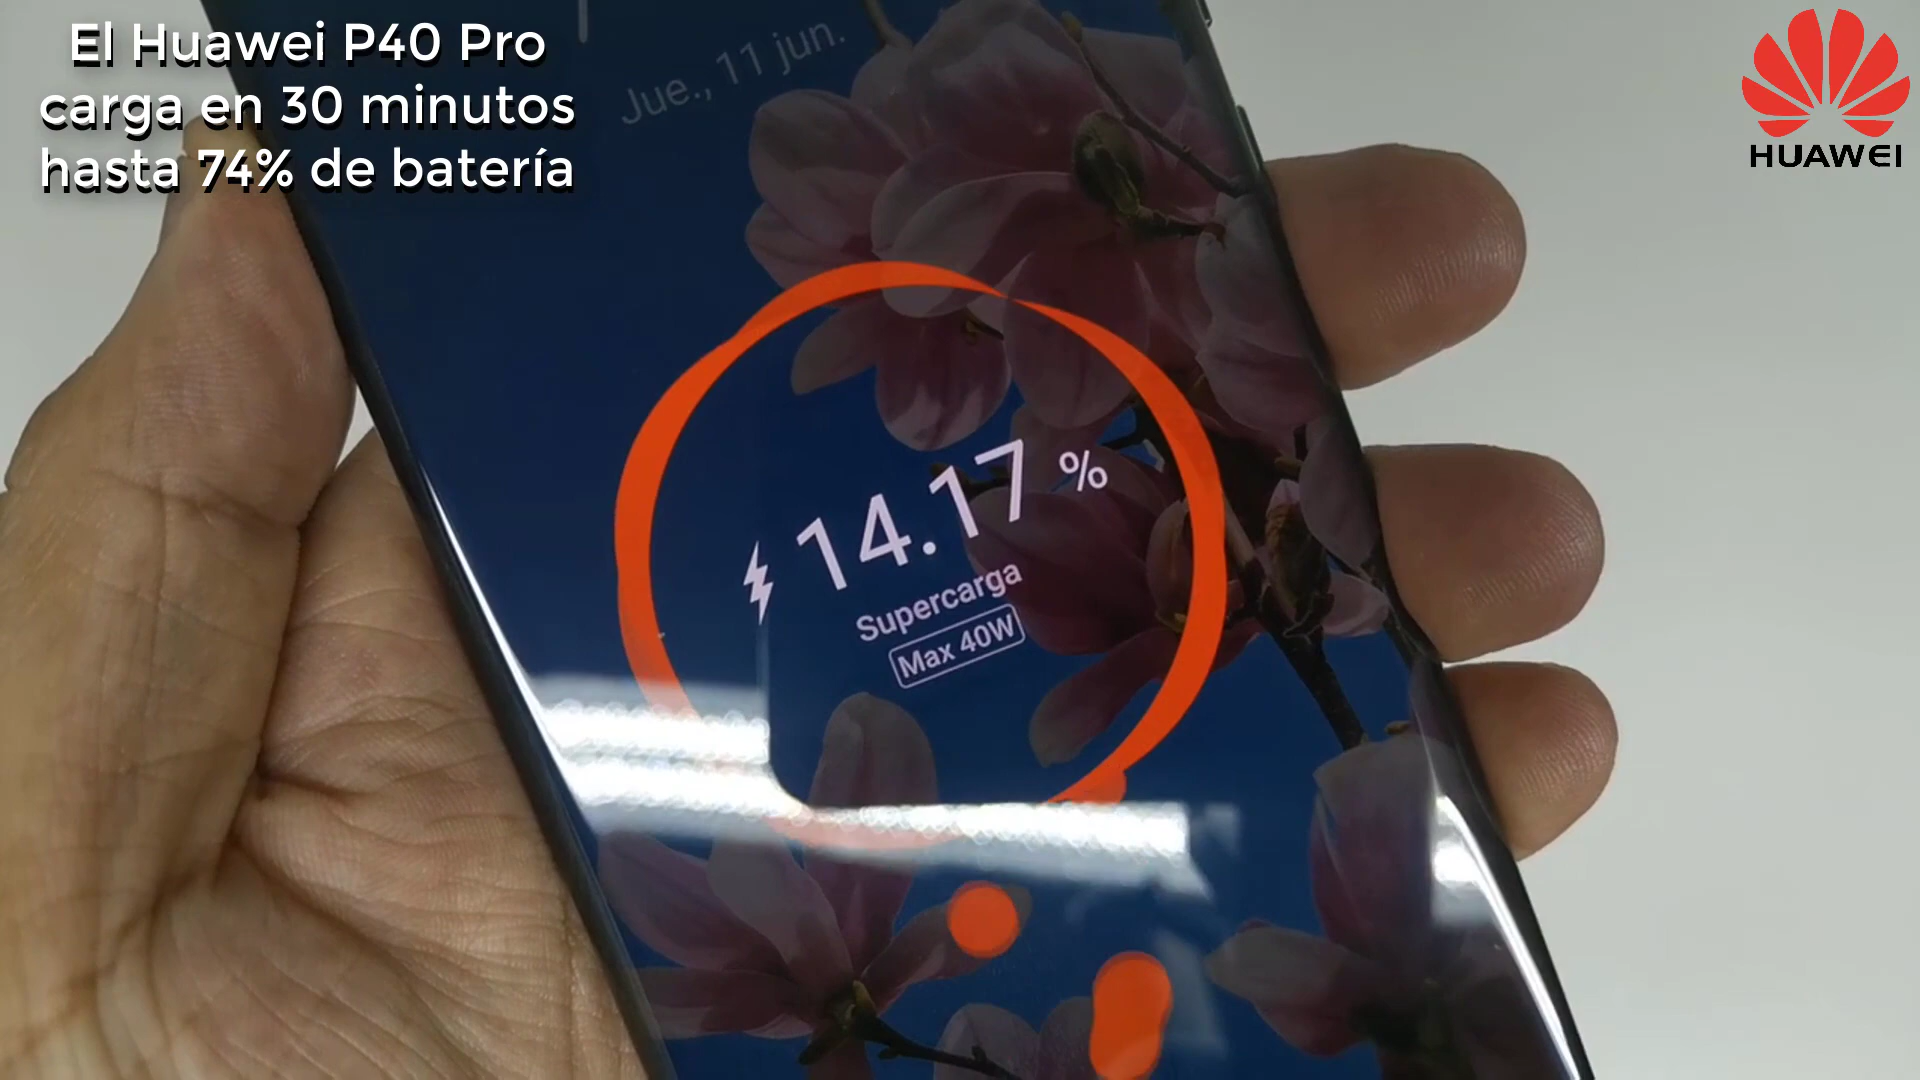 El Huawei P40 Pro
carga en 30 minutos
hasta 74% de batería
HUAWEI
Jue., 11 jun.
14.17 %
Supercarga
Max 40W